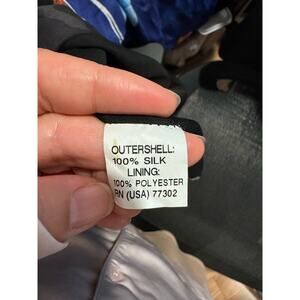 OUTERSHELL:
100% SILK
LINING:
100% POLYESTER
RN (USA) 77302